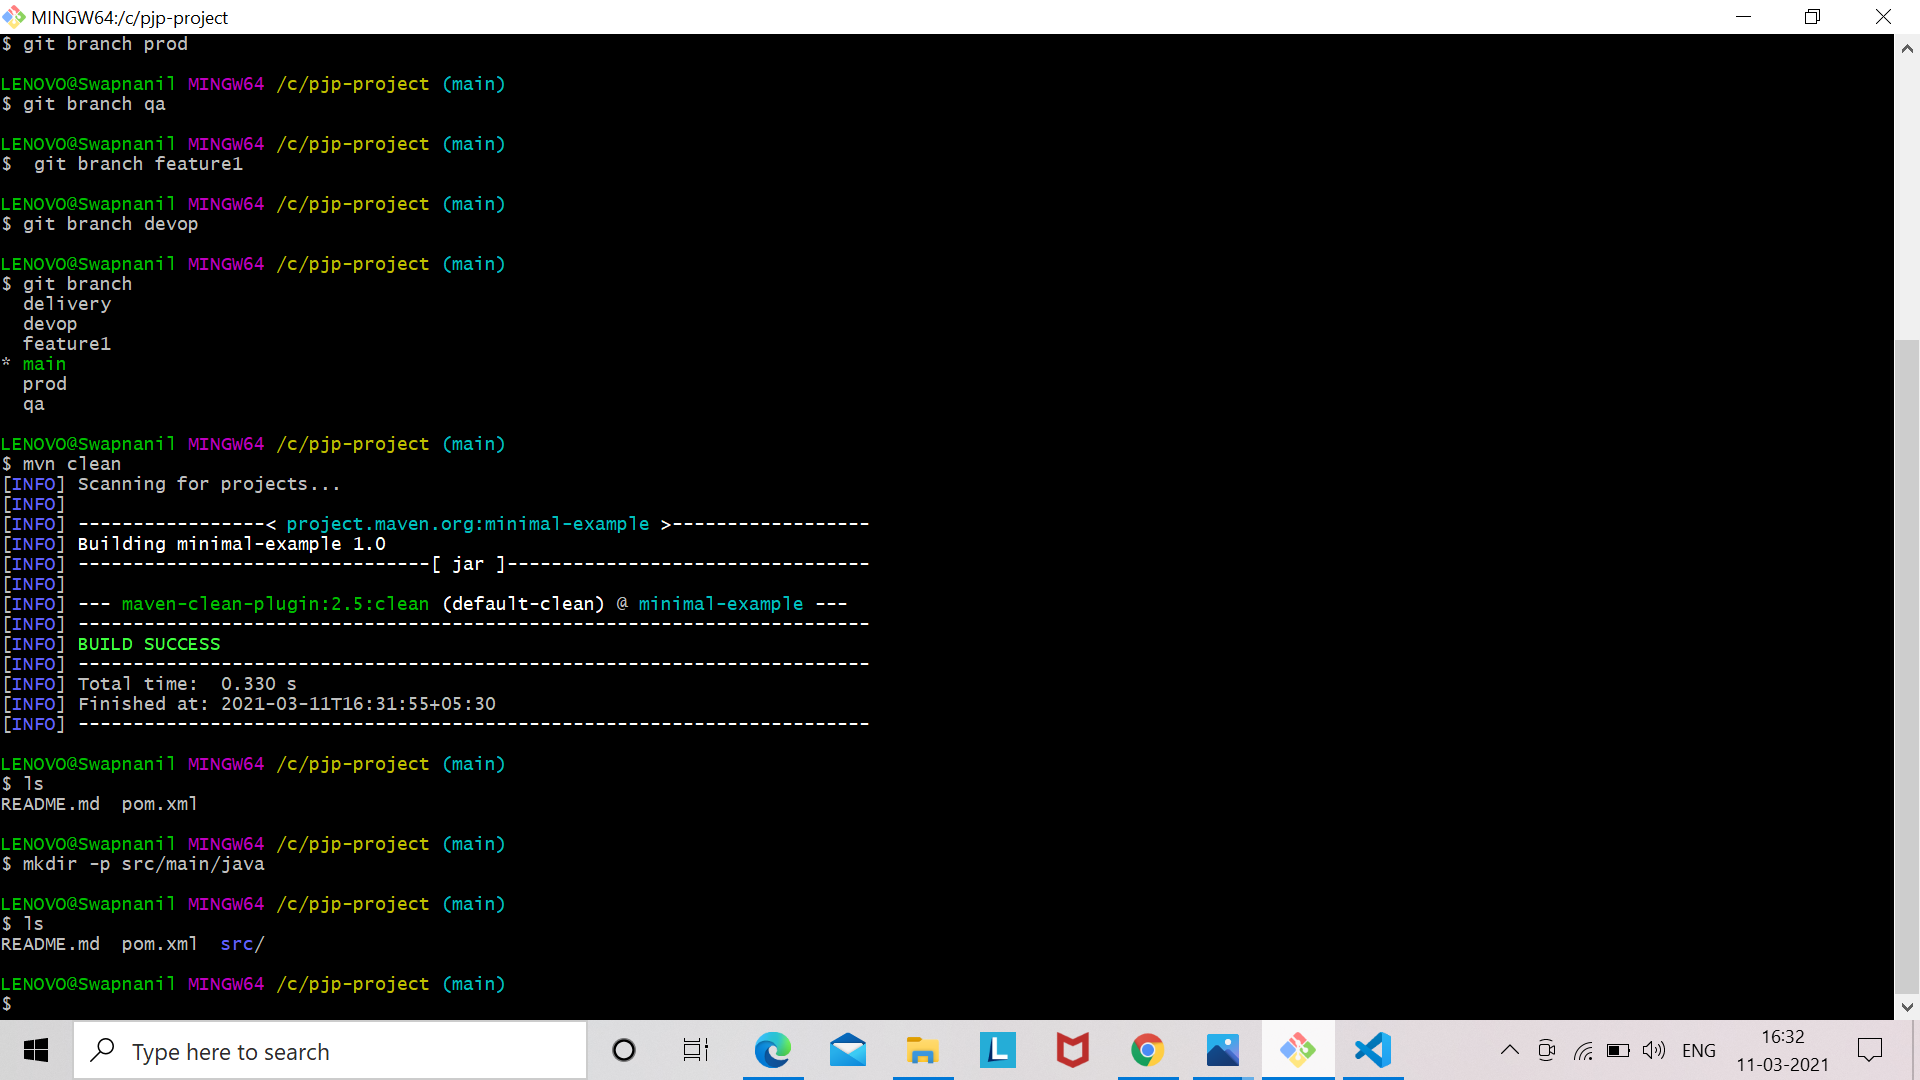 MINGW64:/c/pjp-project
$ git branch prod
LENOVO@Swapnanil MINGW64 /c/pjp-project (main)
$ git branch qa
LENOVO@Swapnanil MINGW64 /c/pjp-project (main)
$  git branch feature1
LENOVO@Swapnanil MINGW64 /c/pjp-project (main)
$ git branch devop
LENOVO@Swapnanil MINGW64 /c/pjp-project (main)
$ git branch
  delivery
  devop
  feature1
* main
  prod
  qa
LENOVO@Swapnanil MINGW64 /c/pjp-project (main)
$ mvn clean
[INFO] Scanning for projects...
[INFO]
[INFO] -----------------< project.maven.org:minimal-example >------------------
[INFO] Building minimal-example 1.0
[INFO] --------------------------------[ jar ]---------------------------------
[INFO]
[INFO] --- maven-clean-plugin:2.5:clean (default-clean) @ minimal-example ---
[INFO] ------------------------------------------------------------------------
[INFO] BUILD SUCCESS
[INFO] ------------------------------------------------------------------------
[INFO] Total time:  0.330 s
[INFO] Finished at: 2021-03-11T16:31:55+05:30
[INFO] ------------------------------------------------------------------------
LENOVO@Swapnanil MINGW64 /c/pjp-project (main)
$ ls
README.md  pom.xml
LENOVO@Swapnanil MINGW64 /c/pjp-project (main)
$ mkdir -p src/main/java
LENOVO@Swapnanil MINGW64 /c/pjp-project (main)
$ ls
README.md  pom.xml  src/
LENOVO@Swapnanil MINGW64 /c/pjp-project (main)
$
Type here to search
L
ENG
16:32
11-03-2021